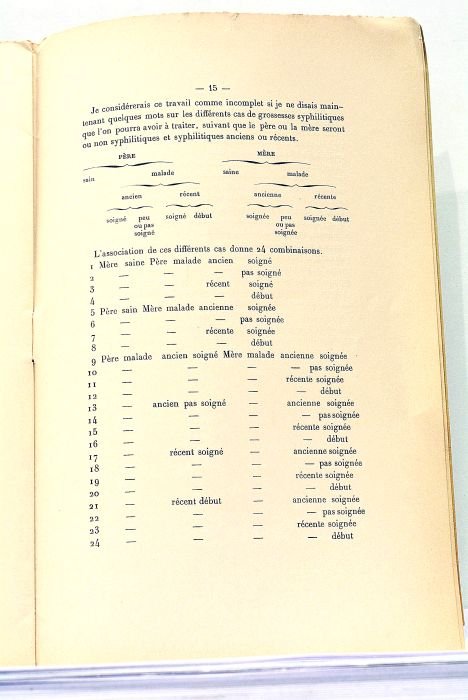 — 15 —
Je considérerais ce travail comme incomplet si je ne disais main-
tenant quelques mots sur les différents cas de grossesses syphilitiques
que l'on pourra avoir à traiter, suivant que le père ou la mère seront
ou non syphilitiques et syphilitiques anciens ou récents.
PÈRE MÈRE
sain malade saine malade
ancien récent ancienne récente
soigné peu soigné début soignée peu soignée début
ou pas ou pas
soigné soignée
L'association de ces différents cas donne 24 combinaisons.
1 Mère saine Père malade ancien soigné
2 — — — pas soigné
3 — — récent soigné
4 — — — début
5 Père sain Mère malade ancienne soignée
6 — — — pas soignée
7 — — récente soignée
8 — — — début
9 Père malade ancien soigné Mère malade ancienne soignée
10 — — — — pas soignée
11 — — — récente soignée
12 — — — — début
13 — ancien pas soigné — ancienne soignée
14 — — — — pas soignée
15 — — — récente soignée
16 — — — — début
17 — récent soigné — ancienne soignée
18 — — — — pas soignée
19 — — — récente soignée
20 — — — — début
21 — récent début — ancienne soignée
22 — — — — pas soignée
23 — — — récente soignée
24 — — — — début